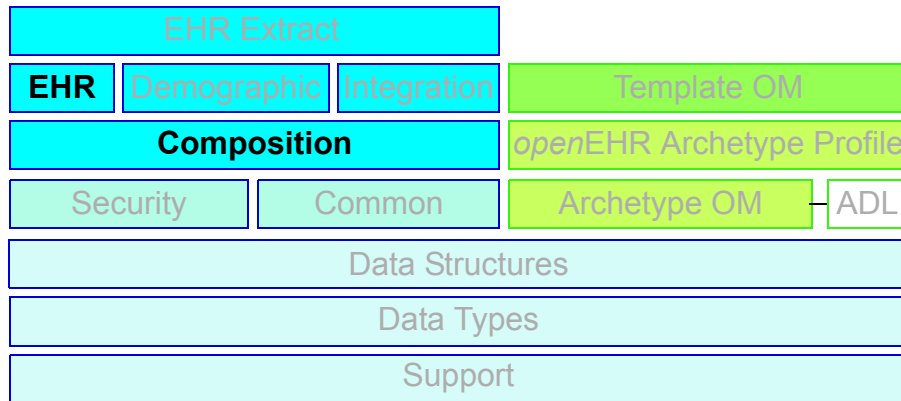 EHR Extract
EHR Demographic Integration Template OM
Composition openEHR Archetype Profile
Security Common Archetype OM ADL
Data Structures
Data Types
Support